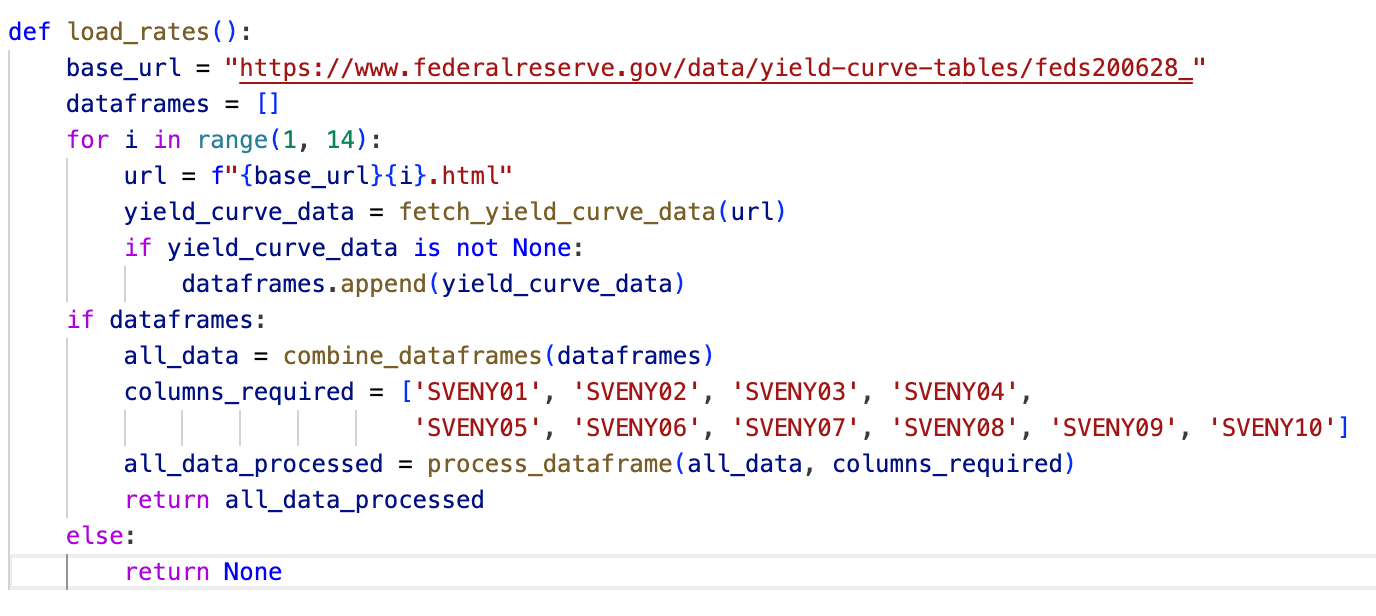 def load_rates():
    base_url = "https://www.federalreserve.gov/data/yield-curve-tables/feds200628_"
    dataframes = []
    for i in range(1, 14):
        url = f"{base_url}{i}.html"
        yield_curve_data = fetch_yield_curve_data(url)
        if yield_curve_data is not None:
            dataframes.append(yield_curve_data)
    if dataframes:
        all_data = combine_dataframes(dataframes)
        columns_required = ['SVENY01', 'SVENY02', 'SVENY03', 'SVENY04',
                            'SVENY05', 'SVENY06', 'SVENY07', 'SVENY08', 'SVENY09', 'SVENY10']
        all_data_processed = process_dataframe(all_data, columns_required)
        return all_data_processed
    else:
        return None